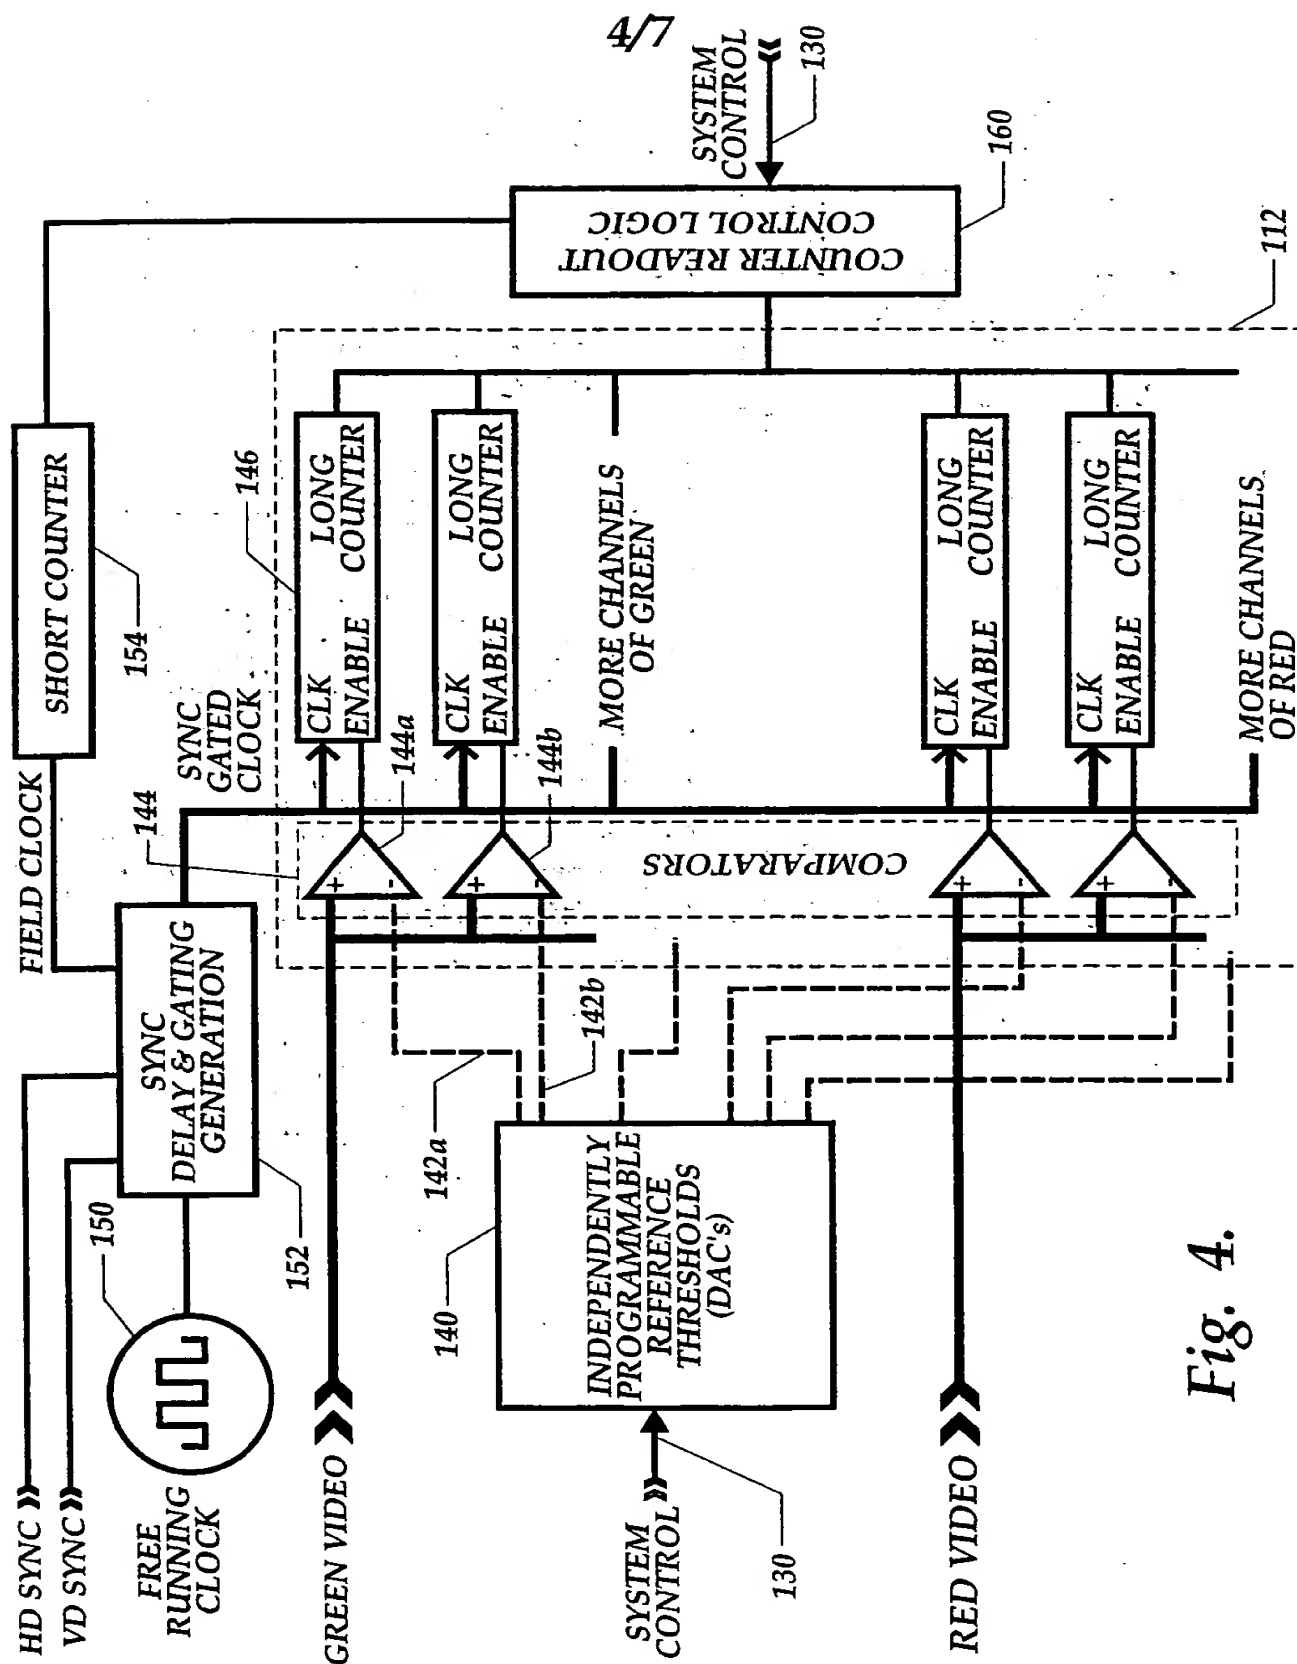 4/7
HD SYNC
VD SYNC
FREE
RUNNING
CLOCK
150
SYNC
DELAY & GATING
GENERATION
152
FIELD CLOCK
SHORT COUNTER
154
SYNC
GATED
CLOCK
144
146
GREEN VIDEO
+
-
144a
CLK
ENABLE
LONG
COUNTER
+
-
144b
CLK
ENABLE
LONG
COUNTER
142a
142b
MORE CHANNELS
OF GREEN
COMPARATORS
140
INDEPENDENTLY
PROGRAMMABLE
REFERENCE
THRESHOLDS
(DAC's)
SYSTEM
CONTROL
130
COUNTER READOUT
CONTROL LOGIC
SYSTEM
CONTROL
130
160
RED VIDEO
+
-
CLK
ENABLE
LONG
COUNTER
+
-
CLK
ENABLE
LONG
COUNTER
MORE CHANNELS
OF RED
112
Fig. 4.